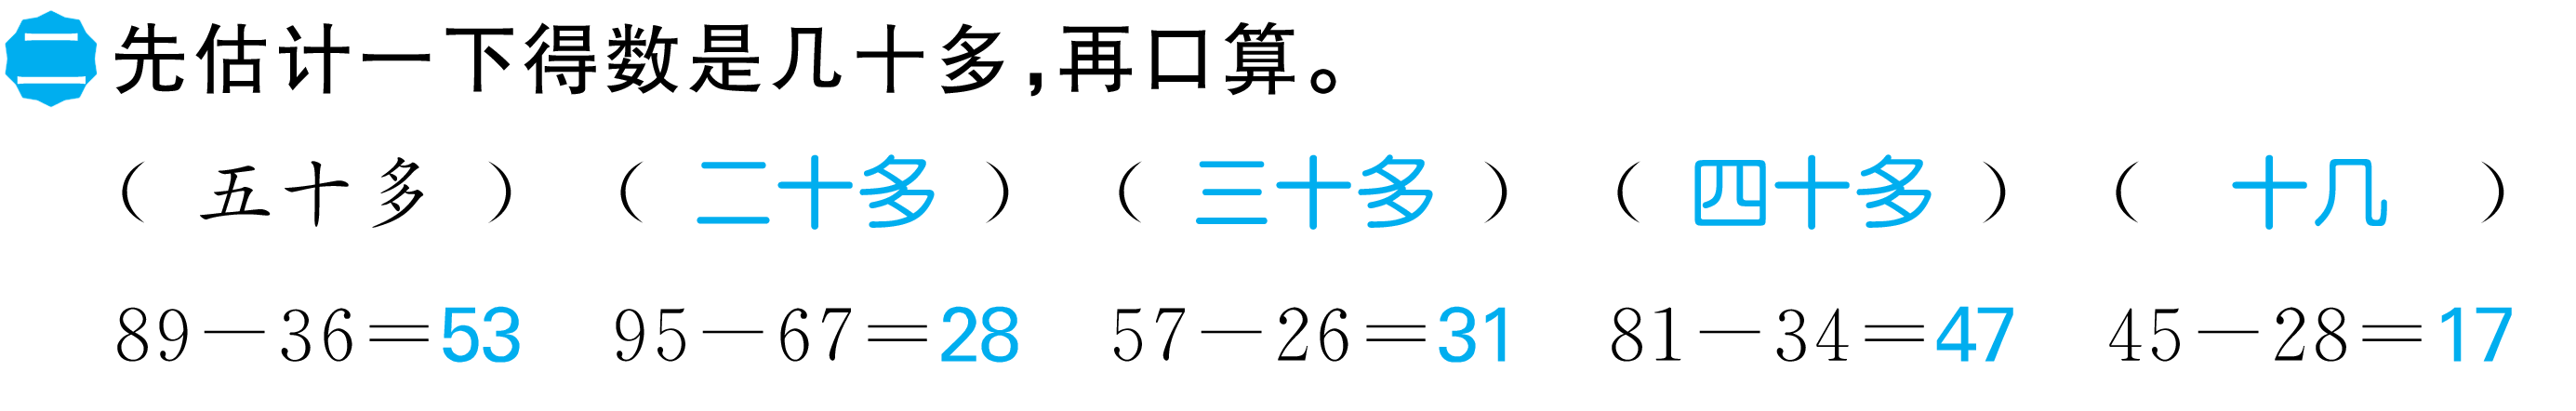 二 先估计一下得数是几十多,再口算。
（ 五十多 ） （ 二十多 ） （ 三十多 ） （ 四十多 ） （ 十几 ）
89－36＝53 95－67＝28 57－26＝31 81－34＝47 45－28＝17